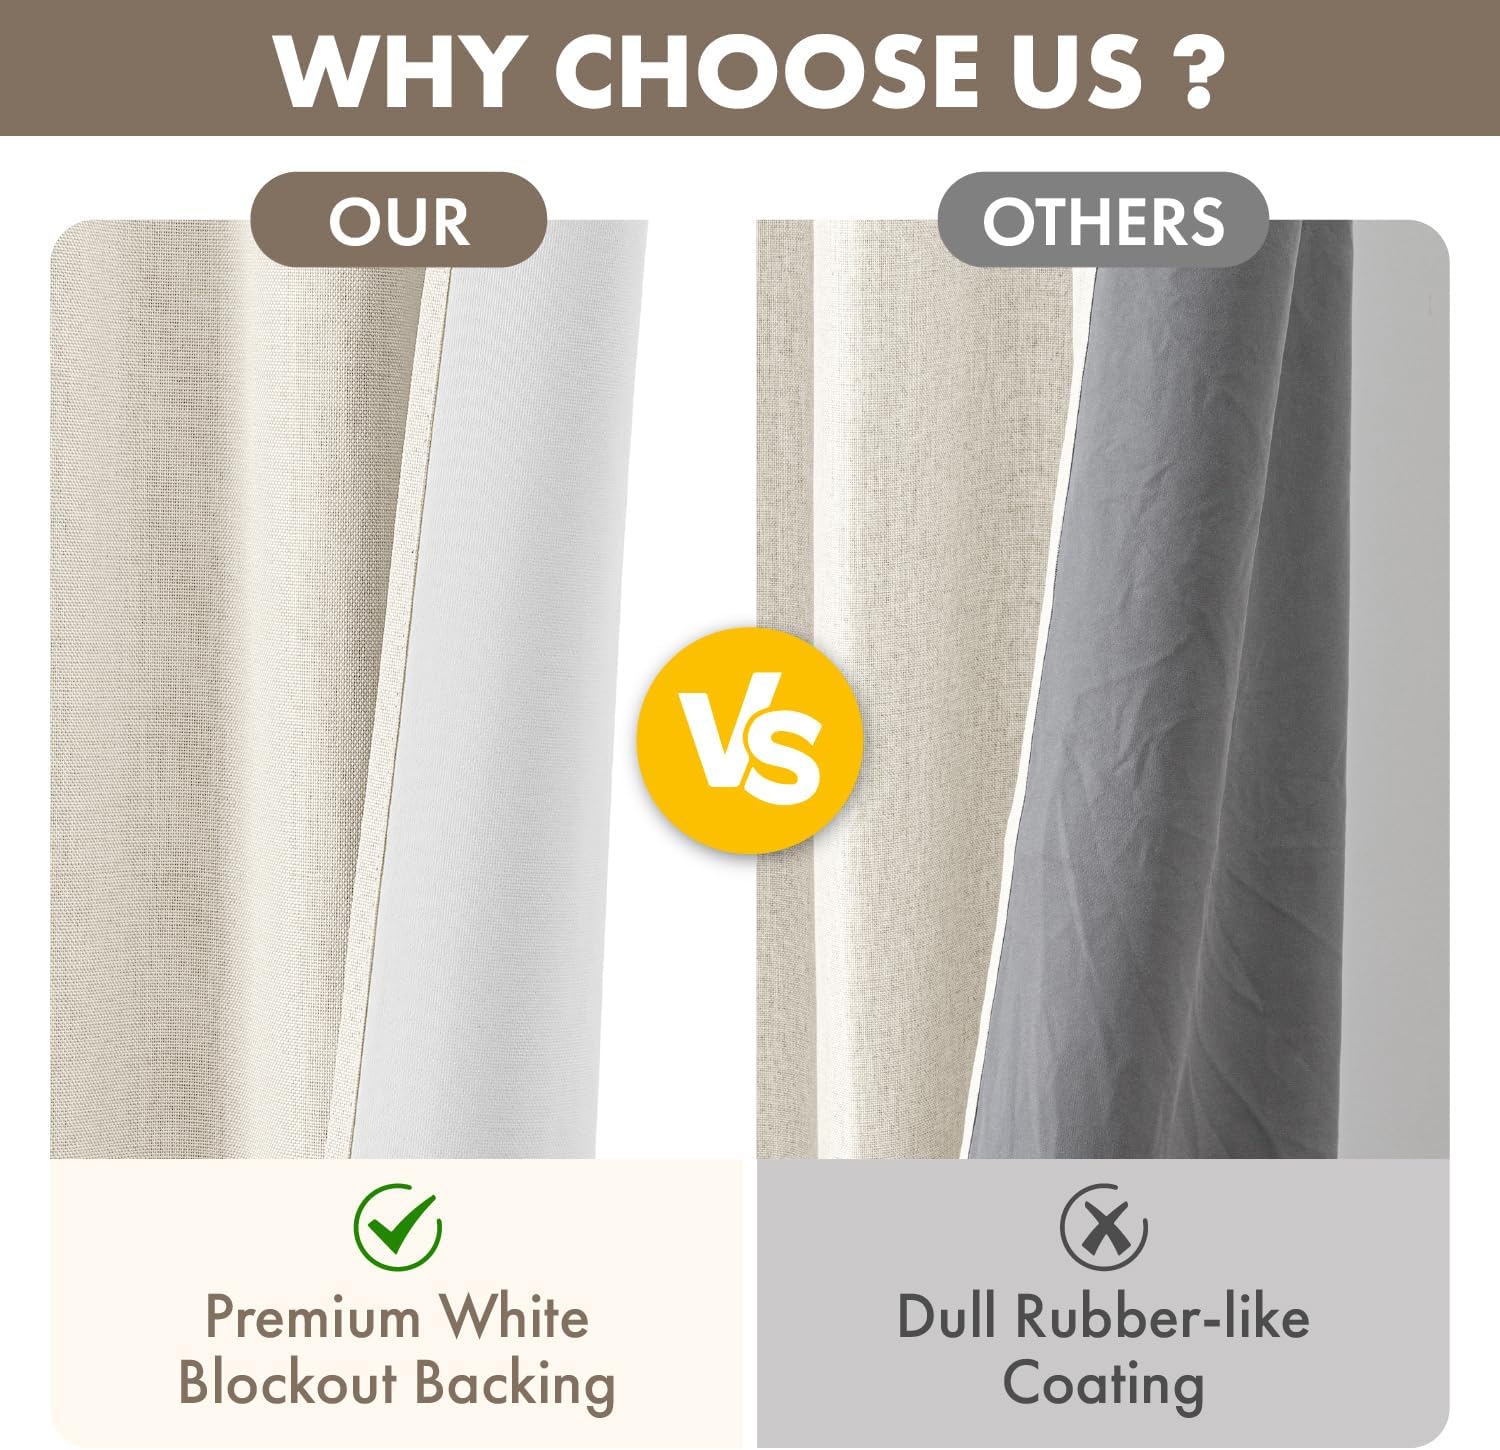 WHY CHOOSE US ?
OUR
OTHERS
VS
Premium White
Blockout Backing
Dull Rubber-like
Coating